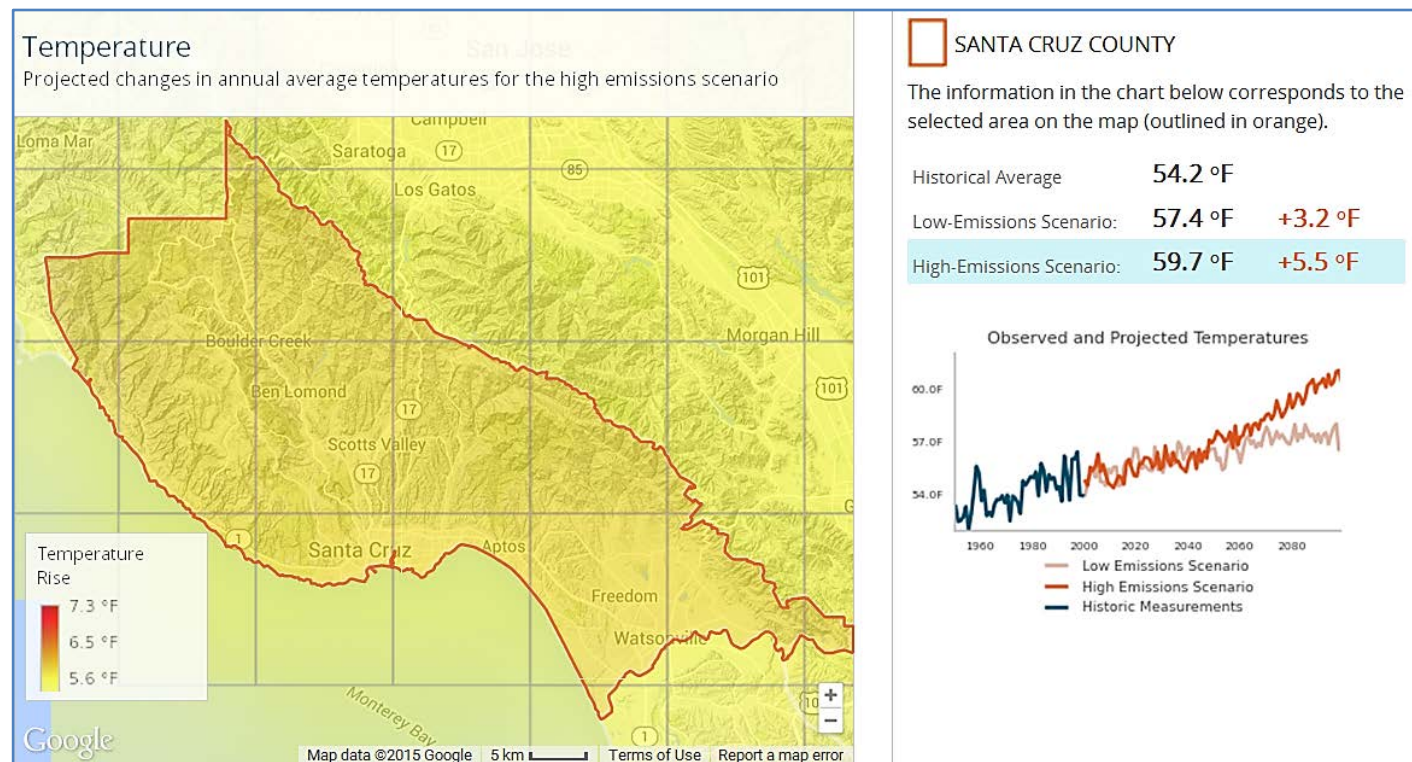 Temperature
San Jose
Projected changes in annual average temperatures for the high emissions scenario
Campbell
Loma Mar
Saratoga
17
85
Los Gatos
101
Morgan Hill
Boulder Creek
101
Ben Lomond
17
Scotts Valley
17
G
1
Santa Cruz
Aptos
Freedom
Watsonville
Monterey Bay
1
10
Temperature
Rise
7.3 °F
6.5 °F
5.6 °F
+
−
Google
Map data ©2015 Google
5 km
Terms of Use
Report a map error
SANTA CRUZ COUNTY
The information in the chart below corresponds to the
selected area on the map (outlined in orange).
Historical Average 54.2 °F
Low-Emissions Scenario: 57.4 °F +3.2 °F
High-Emissions Scenario: 59.7 °F +5.5 °F
Observed and Projected Temperatures
60.0F
57.0F
54.0F
1960 1980 2000 2020 2040 2060 2080
Low Emissions Scenario
High Emissions Scenario
Historic Measurements